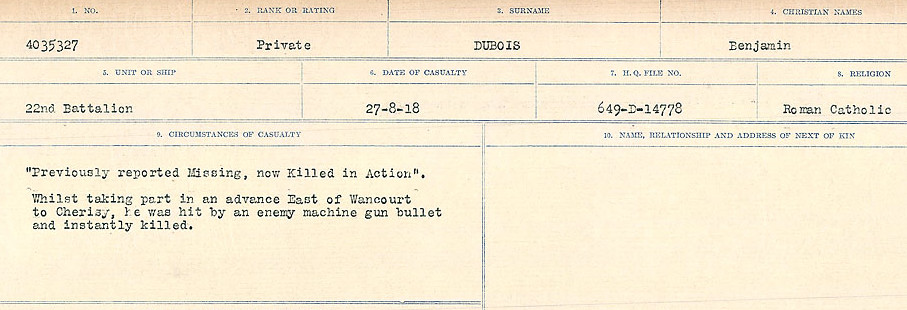 1. NO. 2. RANK OR RATING 3. SURNAME 4. CHRISTIAN NAMES
4035327 Private DUBOIS Benjamin
5. UNIT OR SHIP 6. DATE OF CASUALTY 7. H. Q. FILE NO. 8. RELIGION
22nd Battalion 27-8-18 649-D-14778 Roman Catholic
9. CIRCUMSTANCES OF CASUALTY 10. NAME, RELATIONSHIP AND ADDRESS OF NEXT OF KIN
"Previously reported Missing, now Killed in Action".
Whilst taking part in an advance East of Wancourt
to Cherisy, he was hit by an enemy machine gun bullet
and instantly killed.